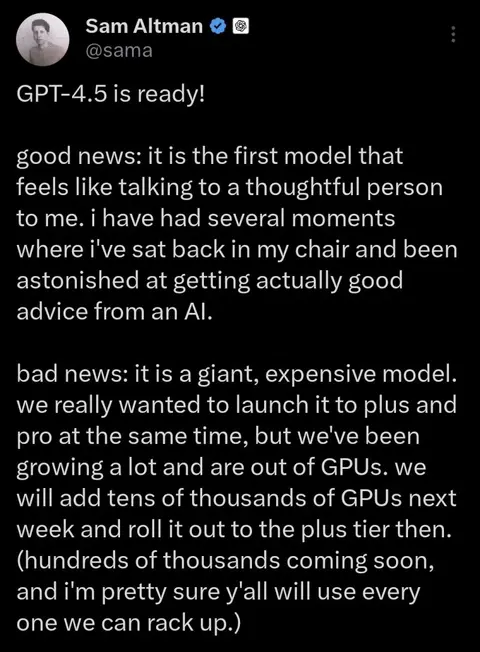 Sam Altman
@sama
GPT-4.5 is ready!
good news: it is the first model that
feels like talking to a thoughtful person
to me. i have had several moments
where i've sat back in my chair and been
astonished at getting actually good
advice from an AI.
bad news: it is a giant, expensive model.
we really wanted to launch it to plus and
pro at the same time, but we've been
growing a lot and are out of GPUs. we
will add tens of thousands of GPUs next
week and roll it out to the plus tier then.
(hundreds of thousands coming soon,
and i'm pretty sure y'all will use every
one we can rack up.)